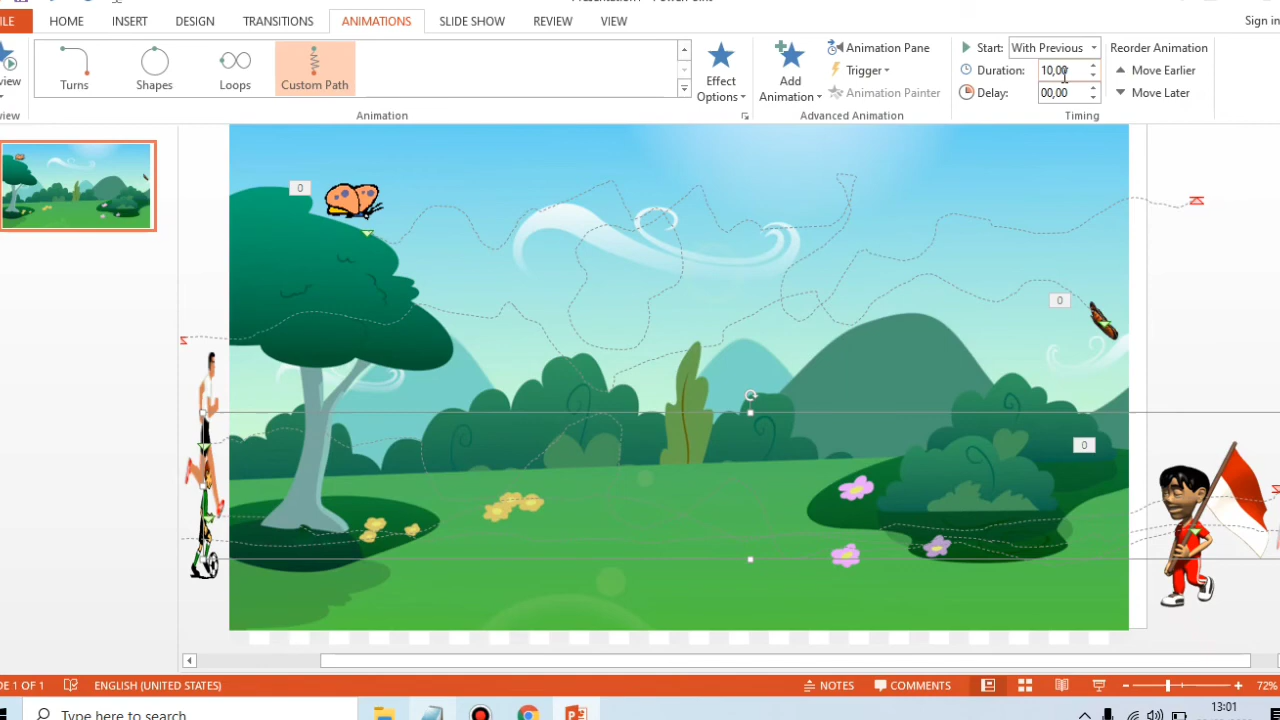 FILE HOME INSERT DESIGN TRANSITIONS ANIMATIONS SLIDE SHOW REVIEW VIEW Sign in
Animation Pane Start: With Previous Reorder Animation
Trigger Duration: 10,00 Move Earlier
Turns Shapes Loops Custom Path Effect Options Add Animation Animation Painter Delay: 00,00 Move Later
Animation Advanced Animation Timing
0
0
0
1 OF 1 ENGLISH (UNITED STATES) NOTES COMMENTS 72%
Type here to search 13:01